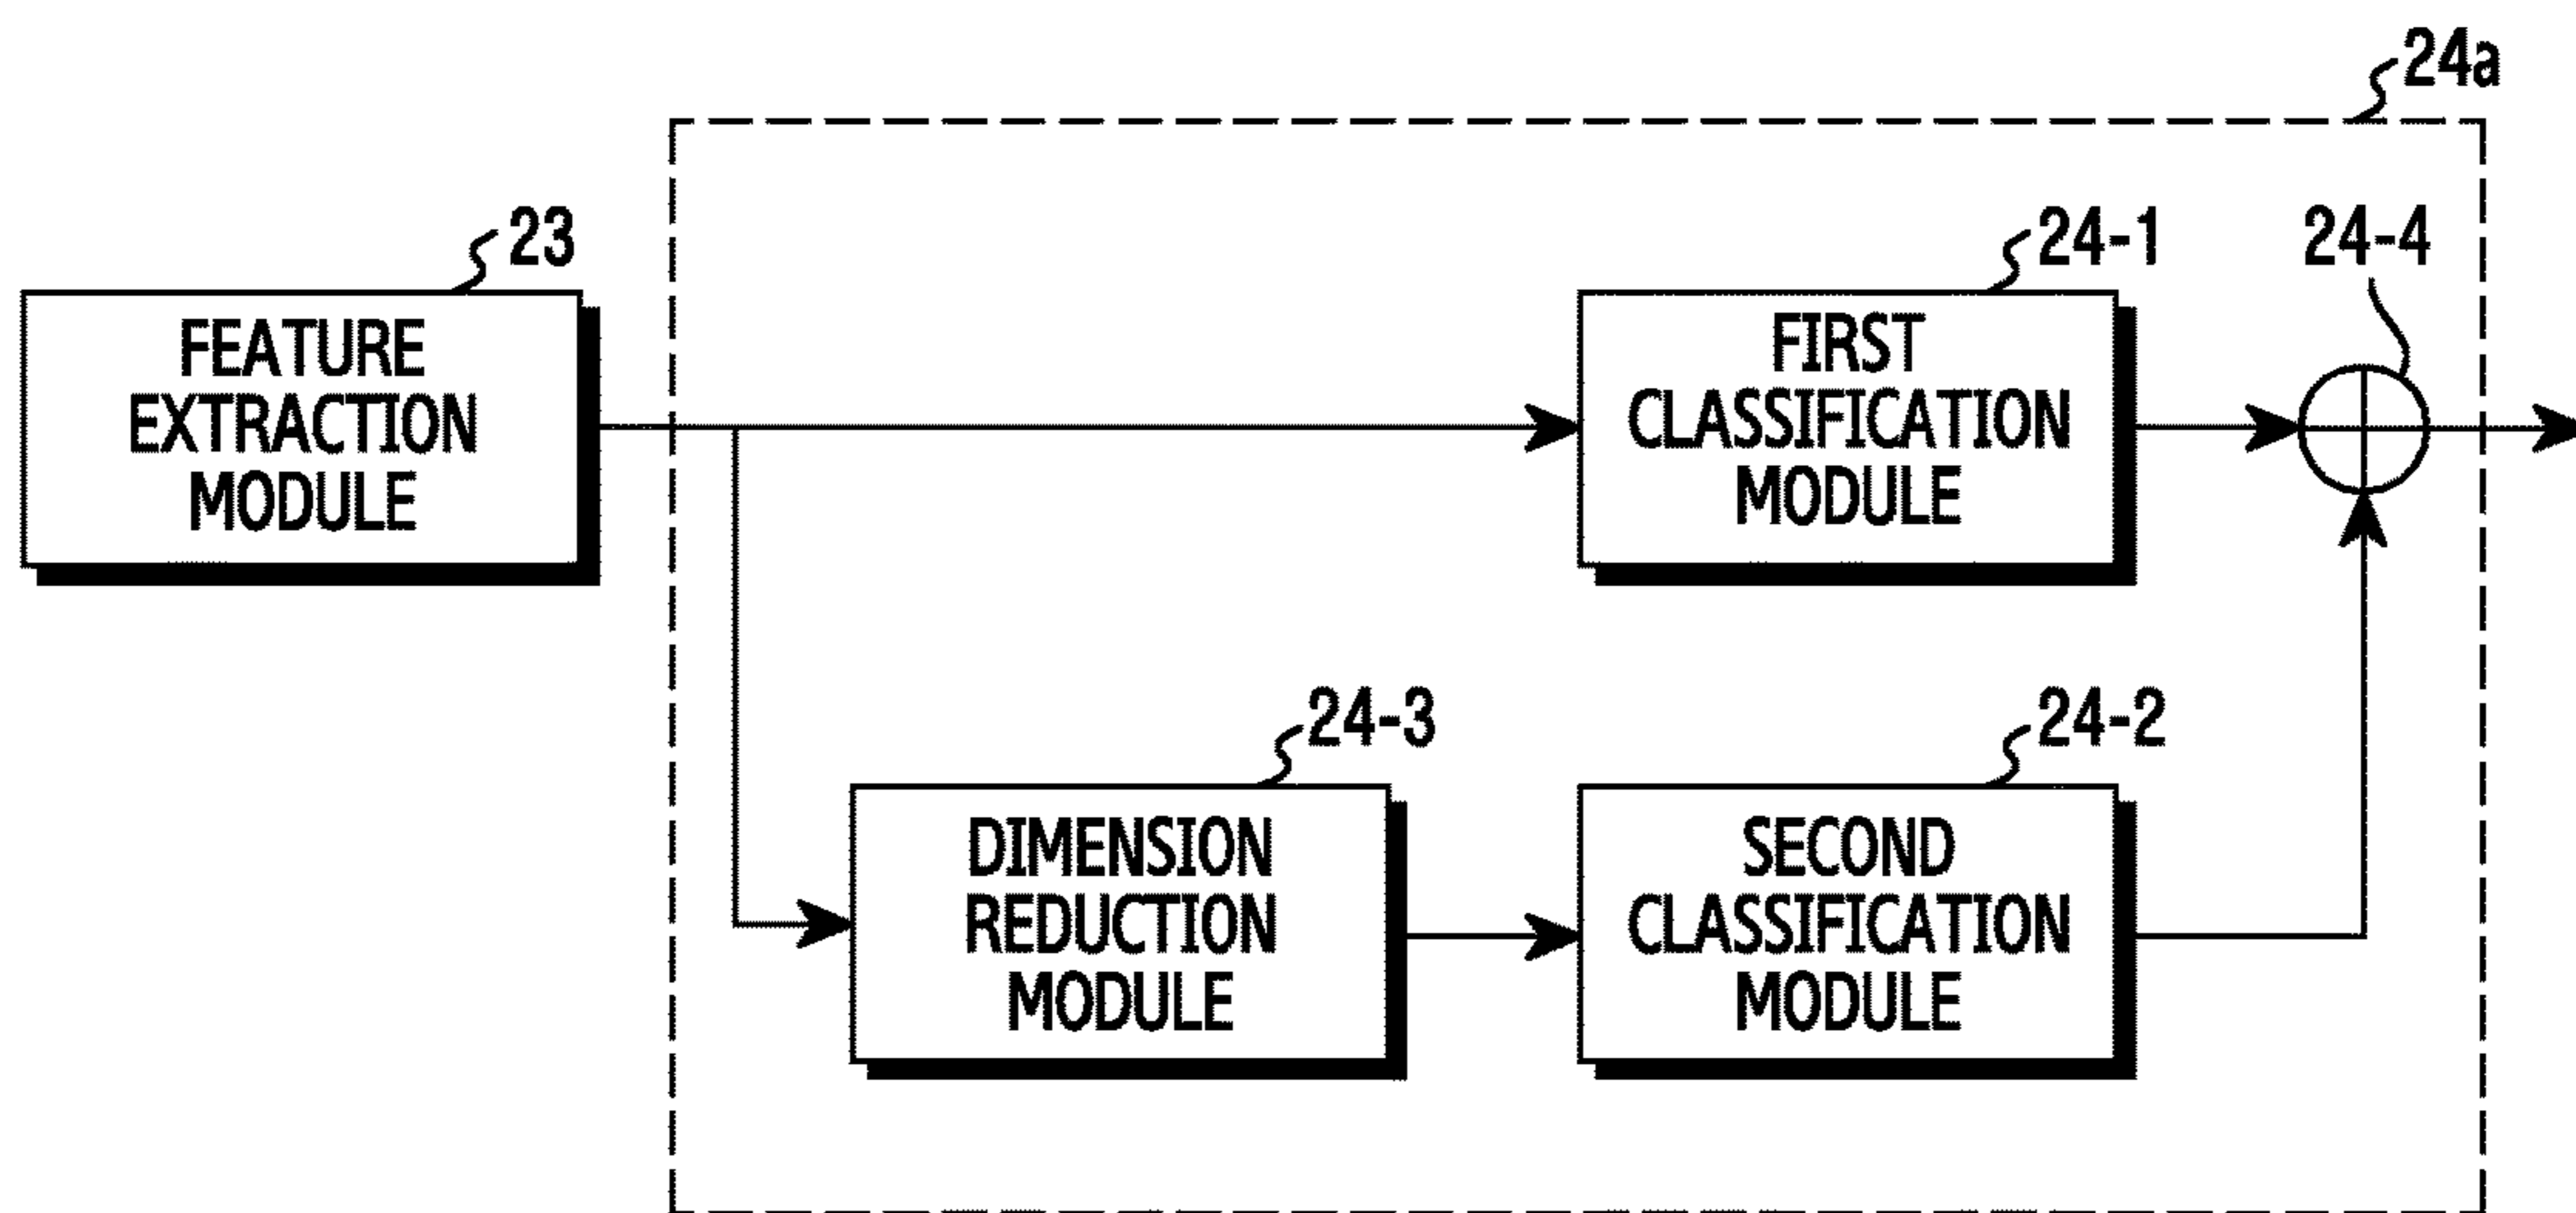 24a
23
FEATURE
EXTRACTION
MODULE
24-1
FIRST
CLASSIFICATION
MODULE
24-4
24-3
DIMENSION
REDUCTION
MODULE
24-2
SECOND
CLASSIFICATION
MODULE